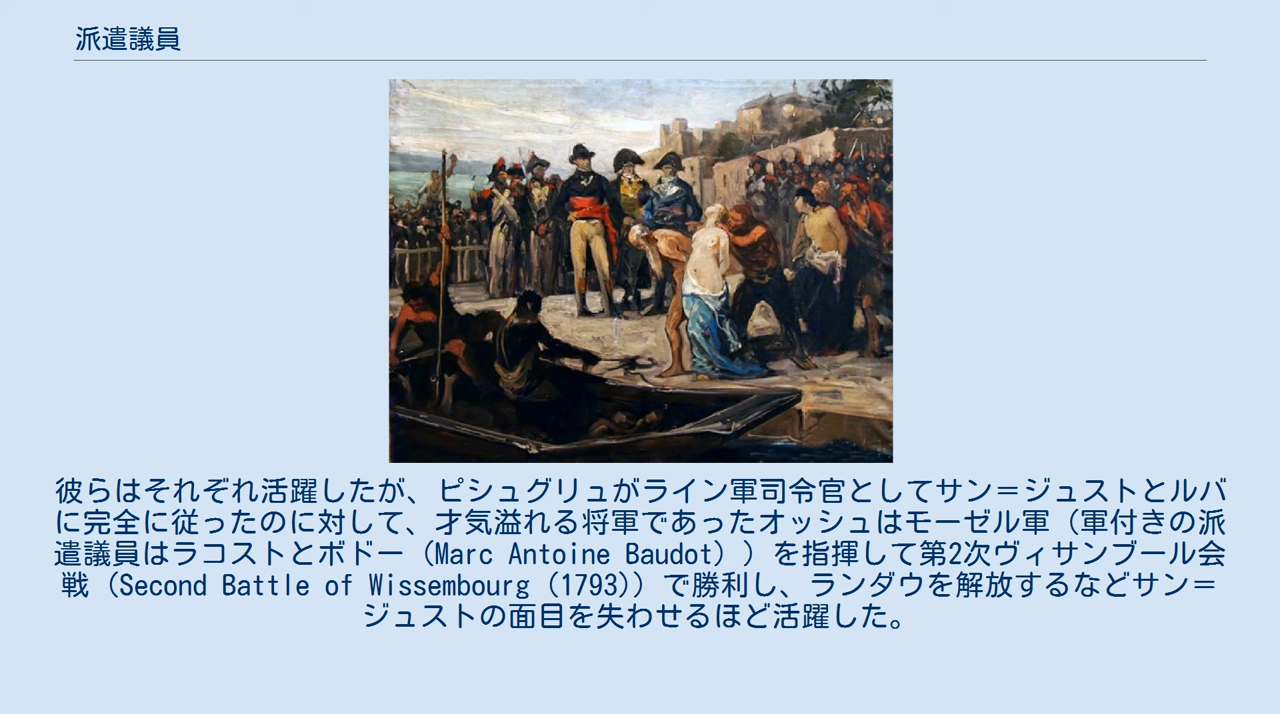 派遣議員
彼らはそれぞれ活躍したが、ピシュグリュがライン軍司令官としてサン＝ジュストとルバ
に完全に従ったのに対して、才気溢れる将軍であったオッシュはモーゼル軍（軍付きの派
遣議員はラコストとボドー（Marc Antoine Baudot））を指揮して第2次ヴィサンブール会
戦（Second Battle of Wissembourg (1793)）で勝利し、ランダウを解放するなどサン＝
ジュストの面目を失わせるほど活躍した。